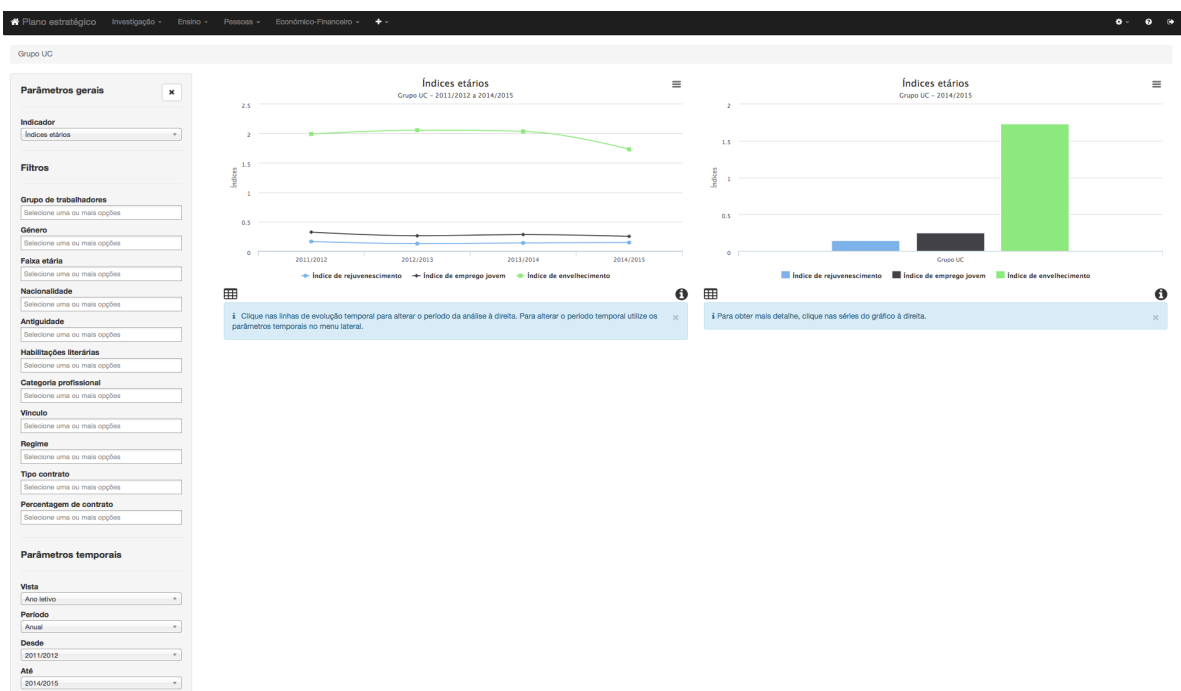 Plano estratégico Investigação Ensino Pessoas Económico-Financeiro
Grupo UC
Parâmetros gerais
Indicador
Índices etários
Filtros
Grupo de trabalhadores
Selecione uma ou mais opções
Género
Selecione uma ou mais opções
Faixa etária
Selecione uma ou mais opções
Nacionalidade
Selecione uma ou mais opções
Antiguidade
Selecione uma ou mais opções
Habilitações literárias
Selecione uma ou mais opções
Categoria profissional
Selecione uma ou mais opções
Vínculo
Selecione uma ou mais opções
Regime
Selecione uma ou mais opções
Tipo contrato
Selecione uma ou mais opções
Percentagem de contrato
Selecione uma ou mais opções
Parâmetros temporais
Vista
Ano letivo
Período
Anual
Desde
2011/2012
Até
2014/2015
Índices etários
Grupo UC - 2011/2012 a 2014/2015
2.5
2
1.5
1
0.5
0
Índices
2011/2012 2012/2013 2013/2014 2014/2015
Índice de rejuvenescimento Índice de emprego jovem Índice de envelhecimento
Clique nas linhas de evolução temporal para alterar o período da análise à direita. Para alterar o período temporal utilize os
parâmetros temporais no menu lateral.
Índices etários
Grupo UC - 2014/2015
2
1.5
1
0.5
0
Índices
Grupo UC
Índice de rejuvenescimento Índice de emprego jovem Índice de envelhecimento
Para obter mais detalhe, clique nas séries do gráfico à direita.